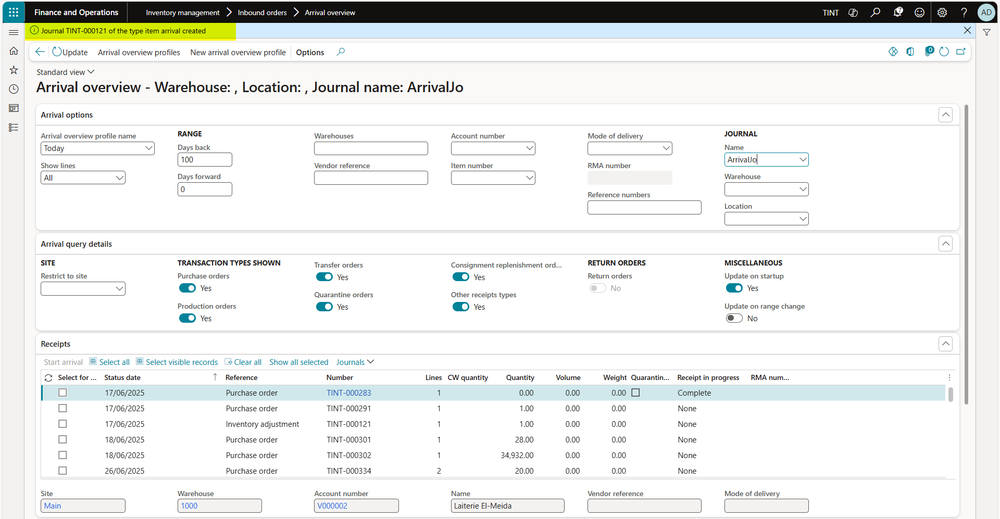 Finance and Operations
Inventory management > Inbound orders > Arrival overview
TINT
7
AD
Journal TINT-000121 of the type item arrival created
Update
Arrival overview profiles
New arrival overview profile
Options
0
Standard view
Arrival overview - Warehouse: , Location: , Journal name: ArrivalJo
Arrival options
Arrival overview profile name
Today
Show lines
All
RANGE
Days back
100
Days forward
0
Warehouses
Vendor reference
Account number
Item number
Mode of delivery
RMA number
Reference numbers
JOURNAL
Name
ArrivalJo
Warehouse
Location
Arrival query details
SITE
Restrict to site
TRANSACTION TYPES SHOWN
Purchase orders
Yes
Production orders
Yes
Transfer orders
Yes
Quarantine orders
Yes
Consignment replenishment ord...
Yes
Other receipts types
Yes
RETURN ORDERS
Return orders
No
MISCELLANEOUS
Update on startup
Yes
Update on range change
No
Receipts
Start arrival Select all Select visible records Clear all Show all selected Journals
Select for ... Status date Reference Number Lines CW quantity Quantity Volume Weight Quarantin... Receipt in progress RMA num...
17/06/2025 Purchase order TINT-000283 1 0.00 0.00 0.00 Complete
17/06/2025 Purchase order TINT-000291 1 1.00 0.00 0.00 None
17/06/2025 Inventory adjustment TINT-000121 1 1.00 0.00 0.00 None
18/06/2025 Purchase order TINT-000301 1 28.00 0.00 0.00 None
18/06/2025 Purchase order TINT-000302 1 34,932.00 0.00 0.00 None
26/06/2025 Purchase order TINT-000334 2 20.00 0.00 0.00 None
Site
Main
Warehouse
1000
Account number
V000002
Name
Laiterie El-Meida
Vendor reference
Mode of delivery